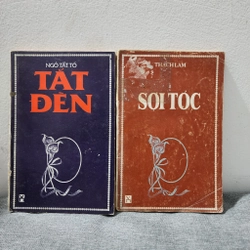 NGÔ TẤT TỐ
TẮT
ĐÈN
THẠCH LAM
SỢI TÓC